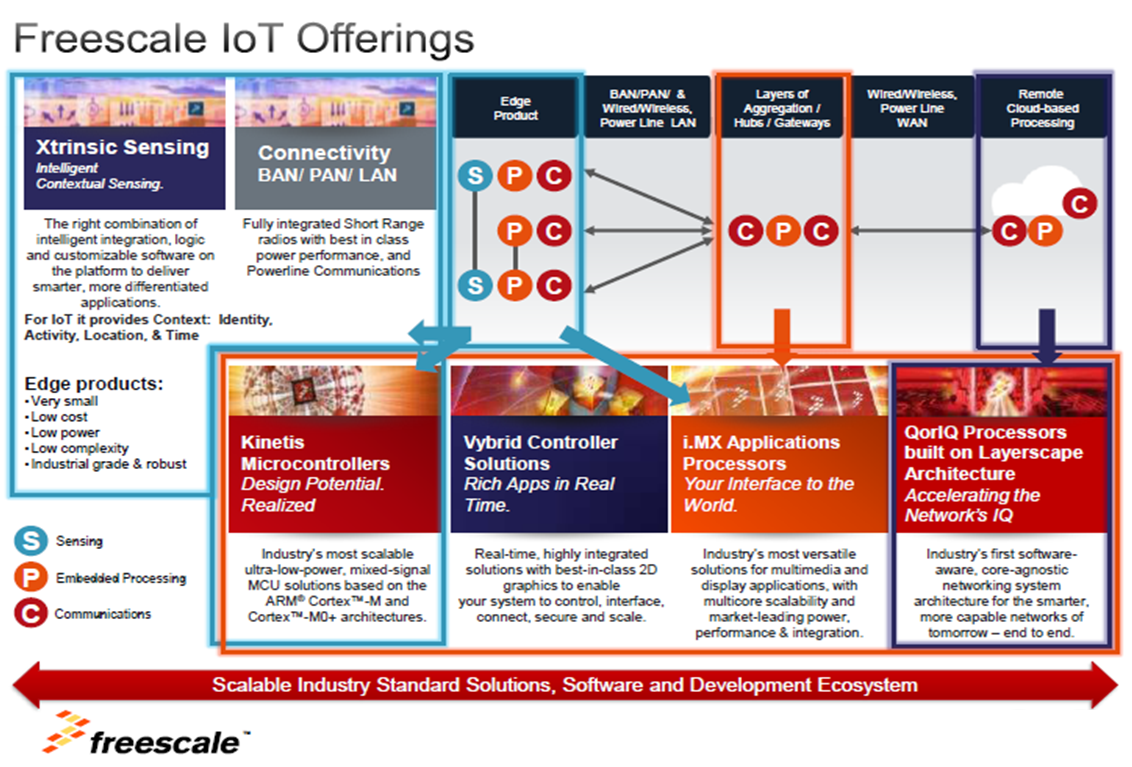 Freescale IoT Offerings
Xtrinsic Sensing
Intelligent
Contextual Sensing.
The right combination of
intelligent integration, logic
and customizable software on
the platform to deliver
smarter, more differentiated
applications.
For IoT it provides Context: Identity,
Activity, Location, & Time
Connectivity
BAN/ PAN/ LAN
Fully integrated Short Range
radios with best in class
power performance, and
Powerline Communications
Edge products:
•Very small
•Low cost
•Low power
•Low complexity
•Industrial grade & robust
Edge
Product
BAN/PAN/ &
Wired/Wireless,
Power Line LAN
Layers of
Aggregation /
Hubs / Gateways
Wired/Wireless,
Power Line
WAN
Remote
Cloud-based
Processing
S P C
P C
S P C
C P C
C
C P
S Sensing
P Embedded Processing
C Communications
Kinetis
Microcontrollers
Design Potential.
Realized
Industry's most scalable
ultra-low-power, mixed-signal
MCU solutions based on the
ARM® Cortex™-M and
Cortex™-M0+ architectures.
Vybrid Controller
Solutions
Rich Apps in Real
Time.
Real-time, highly integrated
solutions with best-in-class 2D
graphics to enable
your system to control, interface,
connect, secure and scale.
i.MX Applications
Processors
Your Interface to the
World.
Industry's most versatile
solutions for multimedia and
display applications, with
multicore scalability and
market-leading power,
performance & integration.
QorIQ Processors
built on Layerscape
Architecture
Accelerating the
Network's IQ
Industry's first software-
aware, core-agnostic
networking system
architecture for the smarter,
more capable networks of
tomorrow – end to end.
Scalable Industry Standard Solutions, Software and Development Ecosystem
freescale™